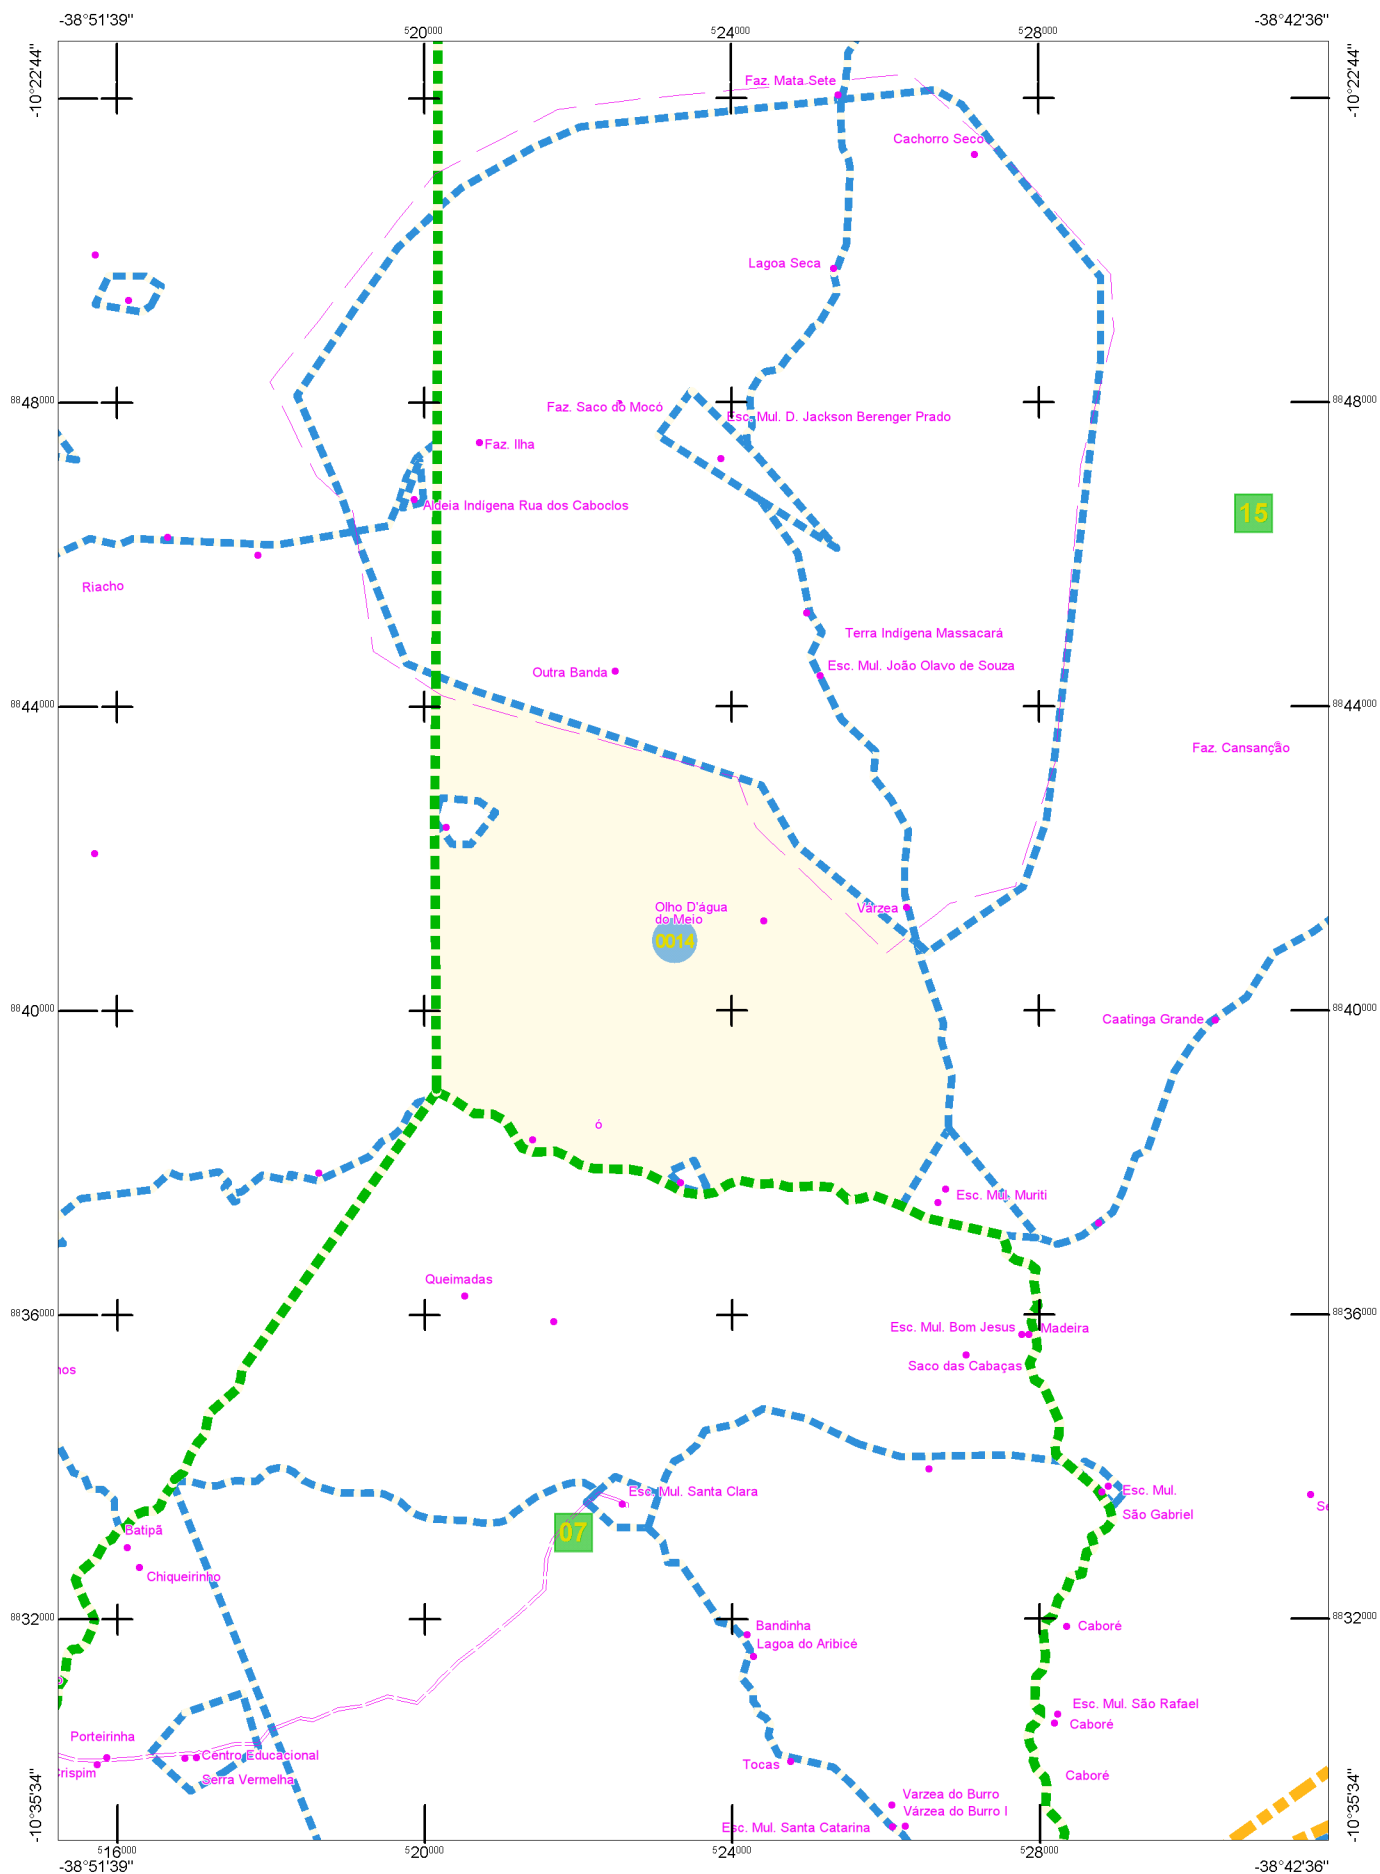 -38°51'39"
-38°42'36"
520000
524000
528000
-10°22'44"
-10°22'44"
Faz. Mata Sete
Cachorro Seco
Lagoa Seca
8848000
8848000
Faz. Saco do Mocó
Esc. Mul. D. Jackson Berenger Prado
Faz. Ilha
Aldeia Indígena Rua dos Caboclos
15
Riacho
Terra Indígena Massacará
Esc. Mul. João Olavo de Souza
Outra Banda
8844000
8844000
Faz. Cansanção
Olho D'água
do Meio
Várzea
0014
8840000
8840000
Caatinga Grande
ó
Esc. Mul. Muriti
Queimadas
8836000
8836000
Esc. Mul. Bom Jesus
Madeira
Saco das Cabaças
nos
Esc. Mul. Santa Clara
Esc. Mul.
São Gabriel
Se
07
Batipã
Chiqueirinho
8832000
8832000
Bandinha
Lagoa do Aribicé
Caboré
Esc. Mul. São Rafael
Caboré
Porteirinha
Centro Educacional
Serra Vermelha
Crispim
Tocas
Caboré
Varzea do Burro
Várzea do Burro I
Esc. Mul. Santa Catarina
-10°35'34"
-10°35'34"
516000
520000
524000
528000
-38°51'39"
-38°42'36"